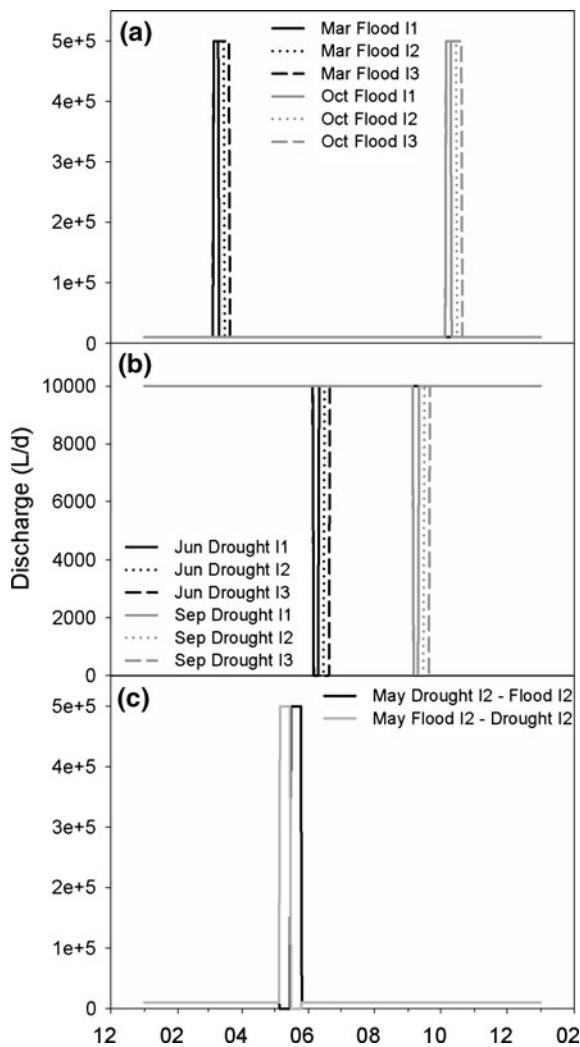 (a)
Mar Flood I1
Mar Flood I2
Mar Flood I3
Oct Flood I1
Oct Flood I2
Oct Flood I3
5e+5
4e+5
3e+5
2e+5
1e+5
0
(b)
10000
8000
6000
4000
2000
0
Jun Drought I1
Jun Drought I2
Jun Drought I3
Sep Drought I1
Sep Drought I2
Sep Drought I3
Discharge (L/d)
(c)
May Drought I2 - Flood I2
May Flood I2 - Drought I2
5e+5
4e+5
3e+5
2e+5
1e+5
0
12 02 04 06 08 10 12 02